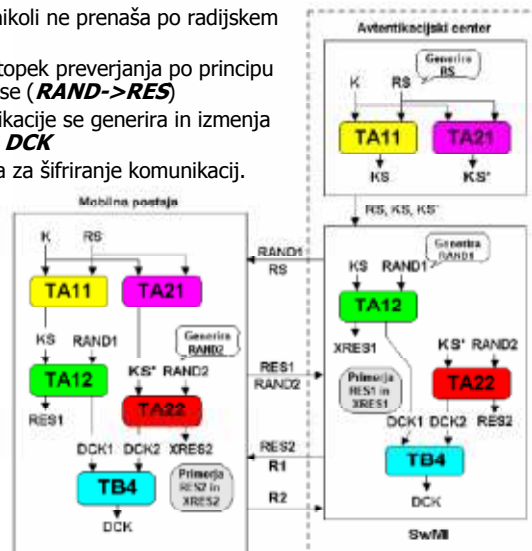 nikoli ne prenaša po radijskem
topek preverjanja po principu
se (RAND->RES)
ikacije se generira in izmenja
DCK
a za šifriranje komunikacij.
Avtentikacijski center
Generira
RS
K RS
TA11 TA21
KS KS'
RS, KS, KS'
Mobilna postaja
K RS
TA11 TA21
KS RAND1
Generira
RAND2
TA12
KS' RAND2
RES1
TA22
DCK1 DCK2 XRES2
TB4
Primerja
RES2 in
XRES2
DCK
RAND1
RS
RES1
RAND2
RES2
R1
R2
Generira
RAND1
KS RAND1
TA12
XRES1
KS' RAND2
Primerja
RES1 in
XRES1
TA22
DCK1 DCK2 RES2
TB4
DCK
SwMI